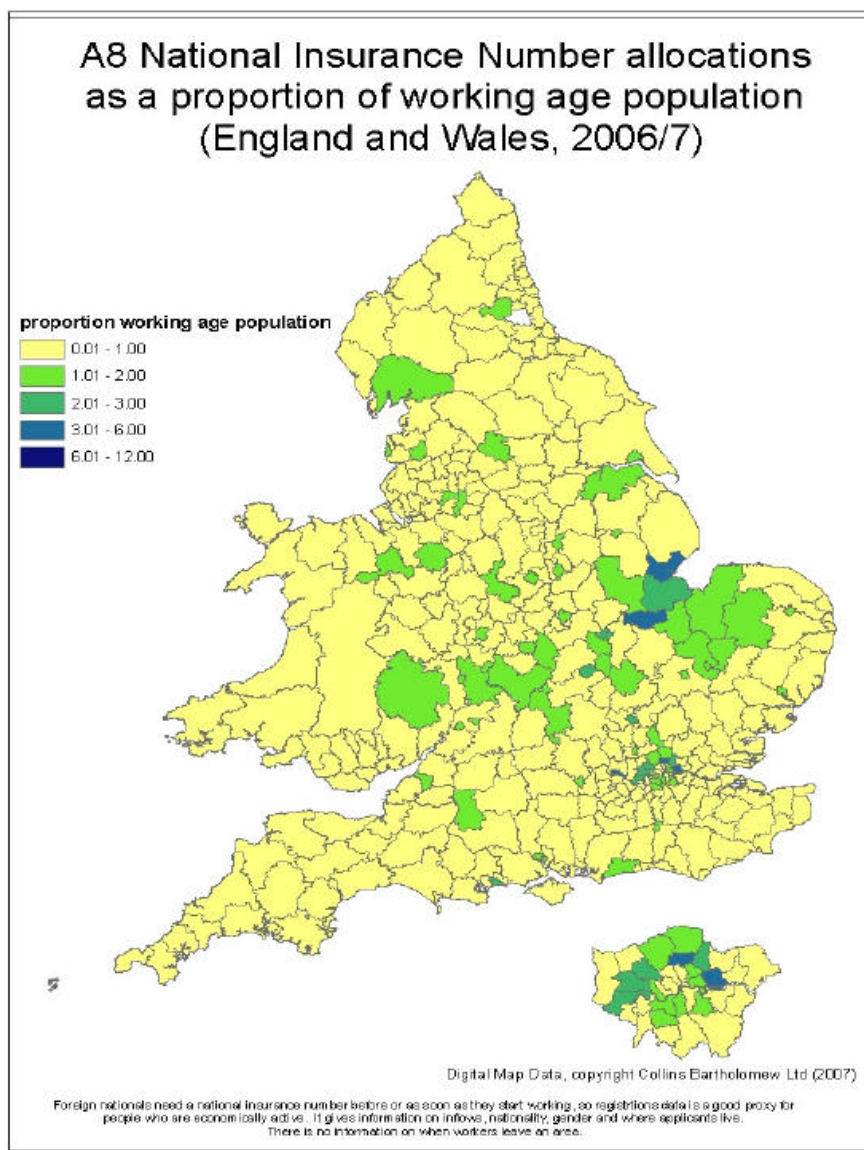 A8 National Insurance Number allocations
as a proportion of working age population
(England and Wales, 2006/7)
proportion working age population
0.01 - 1.00
1.01 - 2.00
2.01 - 3.00
3.01 - 6.00
6.01 - 12.00
Digital Map Data, copyright Collins Bartholomew Ltd (2007)
Foreign nationals need a national insurance number before or as soon as they start working, so registrtions data is a good proxy for
people who are economically active. It gives information on inflows, nationality, gender and where applicants live.
There is no information on when workers leave an area.